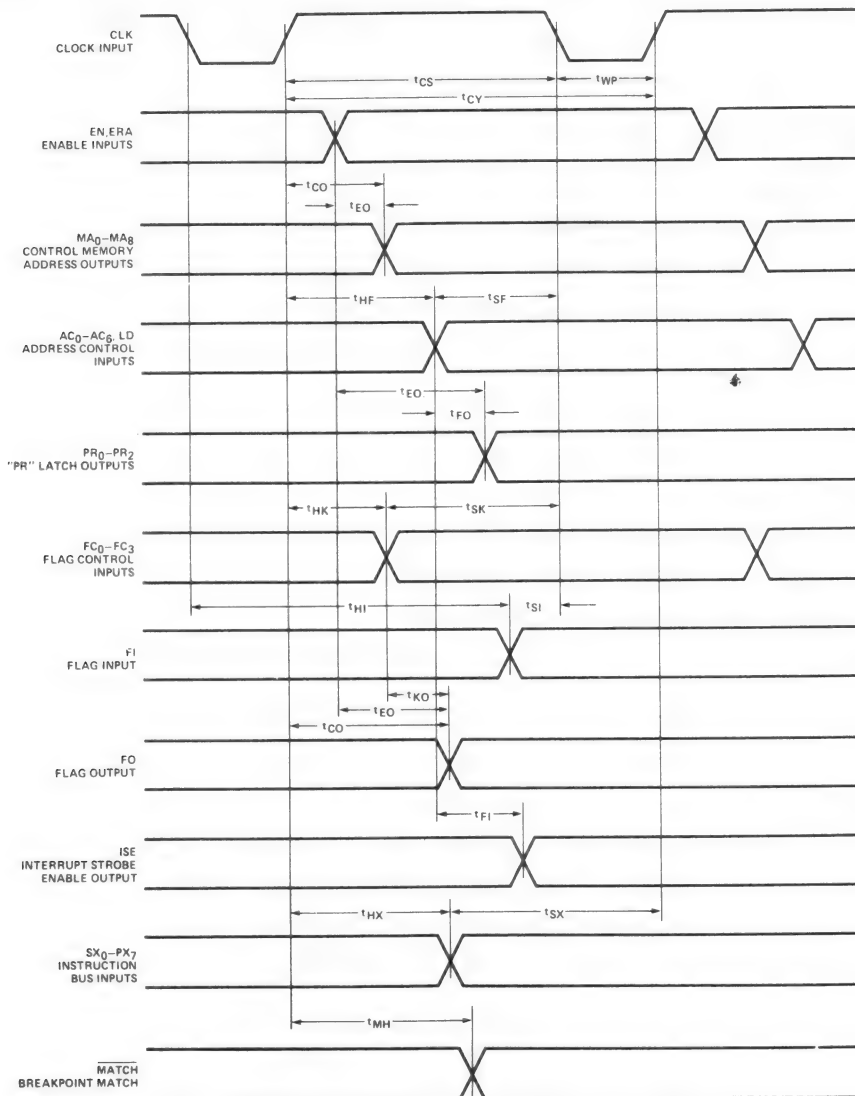 CLK
CLOCK INPUT
tCS
tWP
tCY
EN,ERA
ENABLE INPUTS
tCO
tEO
MA0–MA8
CONTROL MEMORY
ADDRESS OUTPUTS
tHF
tSF
AC0–AC6, LD
ADDRESS CONTROL
INPUTS
tEO
tFO
PR0–PR2
"PR" LATCH OUTPUTS
tHK
tSK
FC0–FC3
FLAG CONTROL
INPUTS
tHI
tSI
FI
FLAG INPUT
tKO
tEO
tCO
FO
FLAG OUTPUT
tFI
ISE
INTERRUPT STROBE
ENABLE OUTPUT
tHX
tSX
SX0–PX7
INSTRUCTION
BUS INPUTS
tMH
MATCH
BREAKPOINT MATCH